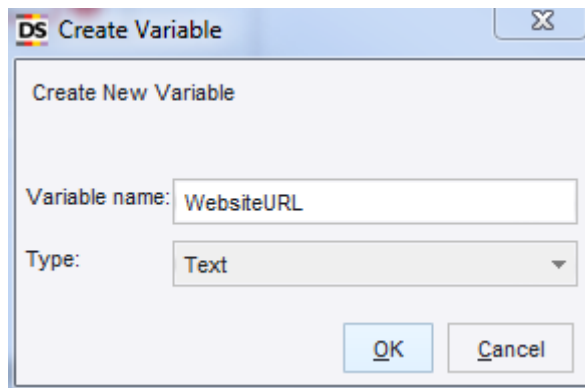 DS Create Variable
Create New Variable
Variable name: WebsiteURL
Type: Text
OK Cancel